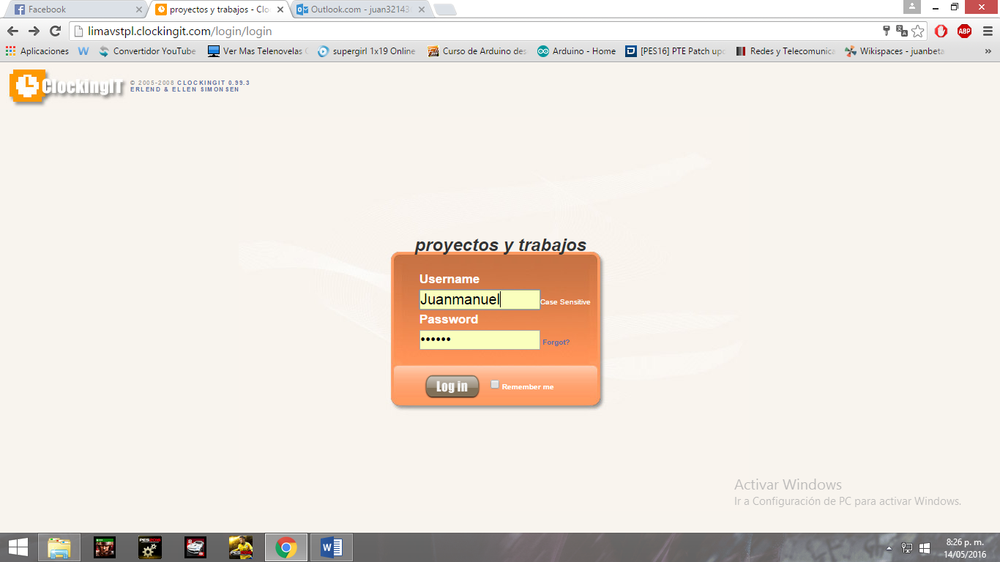 Facebook
proyectos y trabajos - Clo
Outlook.com - juan32143
limavstpl.clockingit.com/login/login
ABP
Aplicaciones
W
Convertidor YouTube
Ver Mas Telenovelas
supergirl 1x19 Online
Curso de Arduino des
Arduino - Home
[PES16] PTE Patch upd
Redes y Telecomunica
Wikispaces - juanbeta
»
ClockingIT
© 2005-2008 CLOCKINGIT 0.99.3
ERLEND & ELLEN SIMONSEN
proyectos y trabajos
Username
Juanmanuel
Case Sensitive
Password
••••••
Forgot?
Log in
Remember me
Activar Windows
Ir a Configuración de PC para activar Windows.
8:26 p. m.
14/05/2016